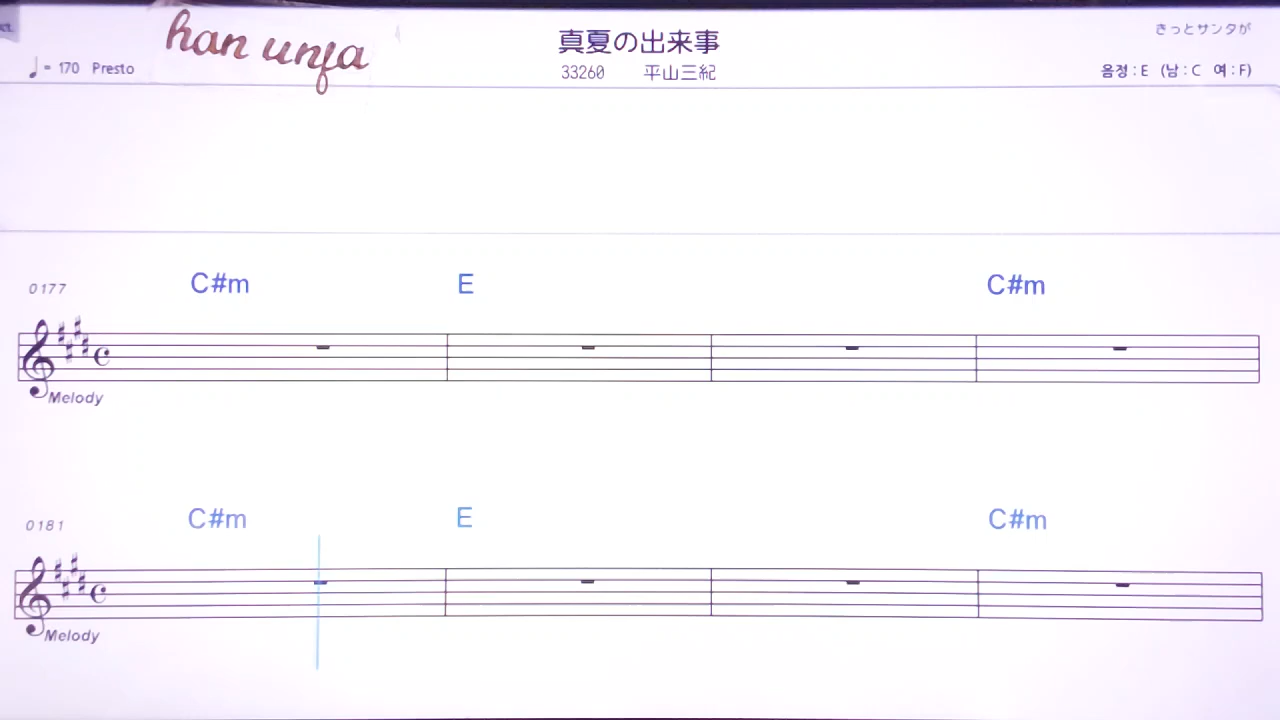 han unfa
真夏の出来事
きっとサンタが
♩= 170 Presto
33260 平山三紀
음정 : E (남 : C 여 : F)
0177 C#m E C#m
Melody
0181 C#m E C#m
Melody